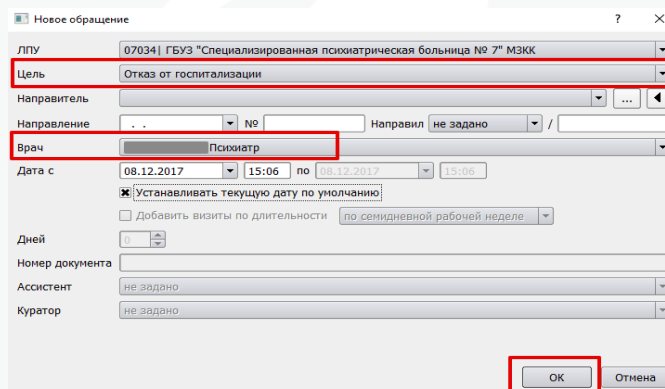 Новое обращение ? ×
ЛПУ 07034| ГБУЗ "Специализированная психиатрическая больница № 7" МЗКК
Цель Отказ от госпитализации
Направитель ...
Направление . . № Направил не задано /
Врач Психиатр
Дата с 08.12.2017 15:06 по 08.12.2017 15:06
Устанавливать текущую дату по умолчанию
Добавить визиты по длительности по семидневной рабочей неделе
Дней 0
Номер документа
Ассистент не задано
Куратор не задано
ОК Отмена